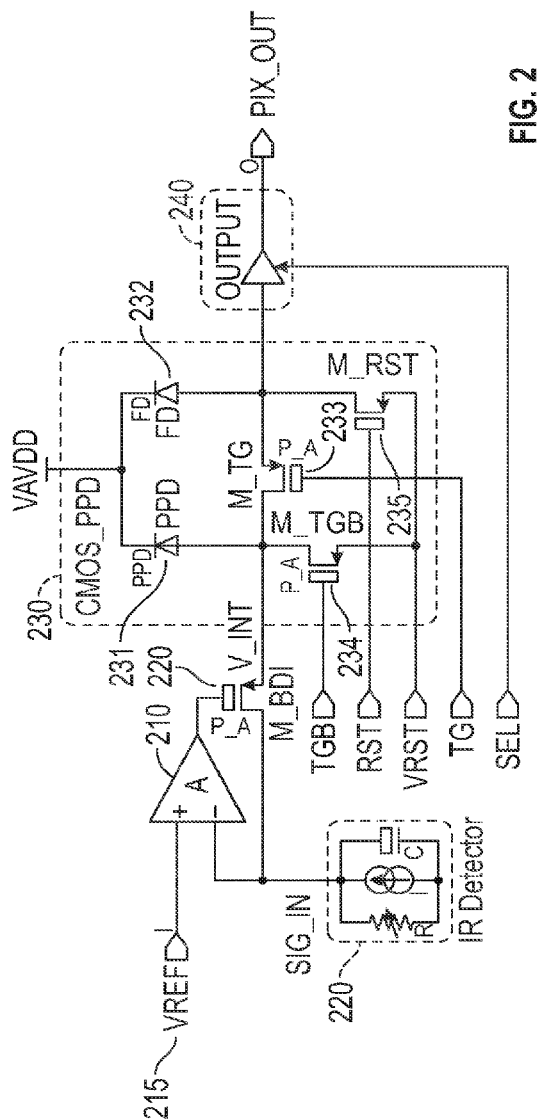 VAVDD
230
CMOS_PPD
PPD
PPD
231
FD
FD
232
240
OUTPUT
O
PIX_OUT
215
VREF
I
210
A
+
−
220
P_A
V_INT
M_BDI
M_TG
P_A
233
M_TGB
P_A
234
M_RST
235
SIG_IN
220
R
I
C
IR Detector
TGB
RST
VRST
TG
SEL
FIG. 2